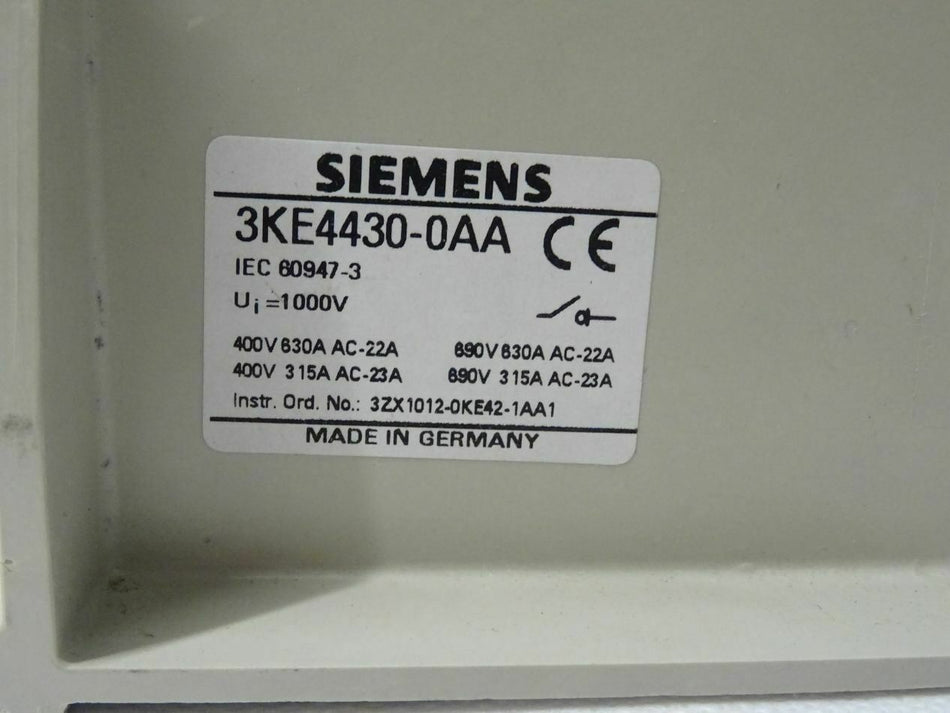 SIEMENS
3KE4430-0AA CE
IEC 60947-3
Ui=1000V
400V 630A AC-22A 690V 630A AC-22A
400V 315A AC-23A 690V 315A AC-23A
Instr. Ord. No.: 3ZX1012-0KE42-1AA1
MADE IN GERMANY